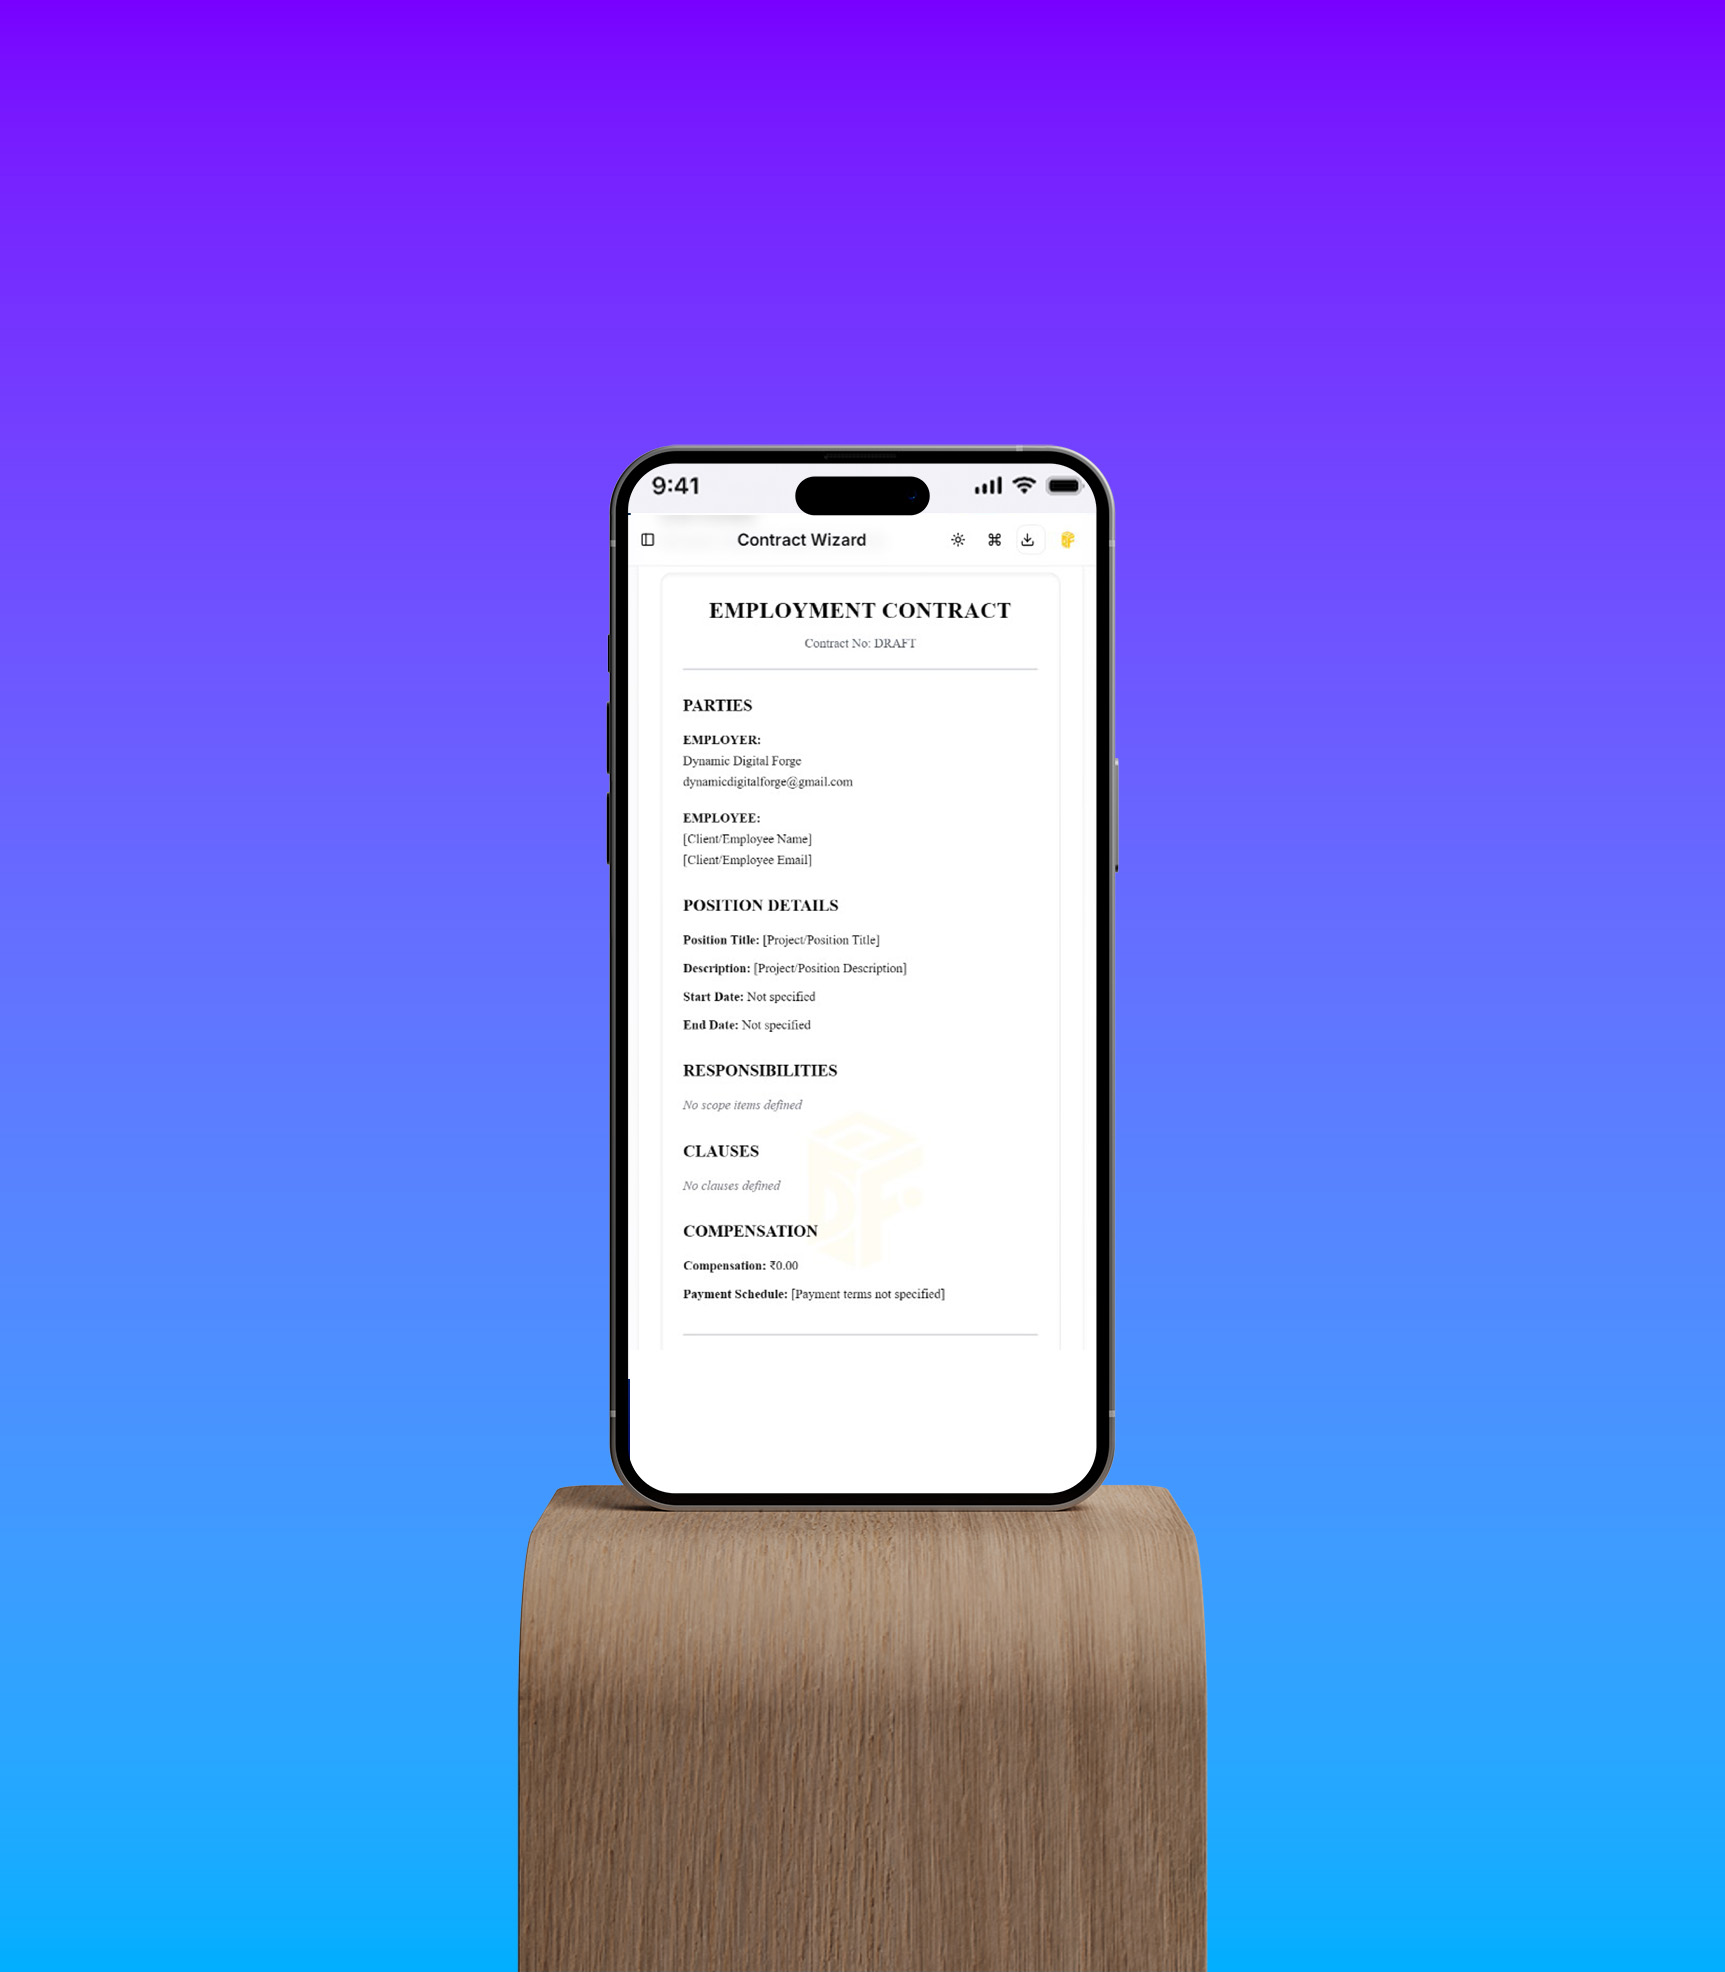 9:41
Contract Wizard
EMPLOYMENT CONTRACT
Contract No: DRAFT
PARTIES
EMPLOYER:
Dynamic Digital Forge
dynamicdigitalforge@gmail.com
EMPLOYEE:
[Client/Employee Name]
[Client/Employee Email]
POSITION DETAILS
Position Title: [Project/Position Title]
Description: [Project/Position Description]
Start Date: Not specified
End Date: Not specified
RESPONSIBILITIES
No scope items defined
CLAUSES
No clauses defined
COMPENSATION
Compensation: ₹0.00
Payment Schedule: [Payment terms not specified]